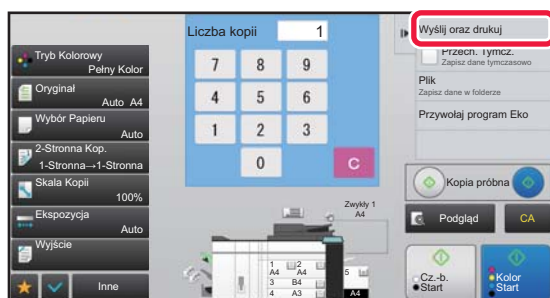 Liczba kopii 1
Tryb Kolorowy
Pełny Kolor
Oryginał
Auto A4
Wybór Papieru
Auto
2-Stronna Kop.
1-Stronna→1-Stronna
Skala Kopii
100%
Ekspozycja
Auto
Wyjście
Inne
7 8 9
4 5 6
1 2 3
0 C
Zwykły 1
A4
1 2
A4 A4
3 B4
4 A3
5
A4
Wyślij oraz drukuj
Przech. Tymcz.
Zapisz dane tymczasowo
Plik
Zapisz dane w folderze
Przywołaj program Eko
Kopia próbna
Podgląd CA
Cz.-b.
Start
Kolor
Start